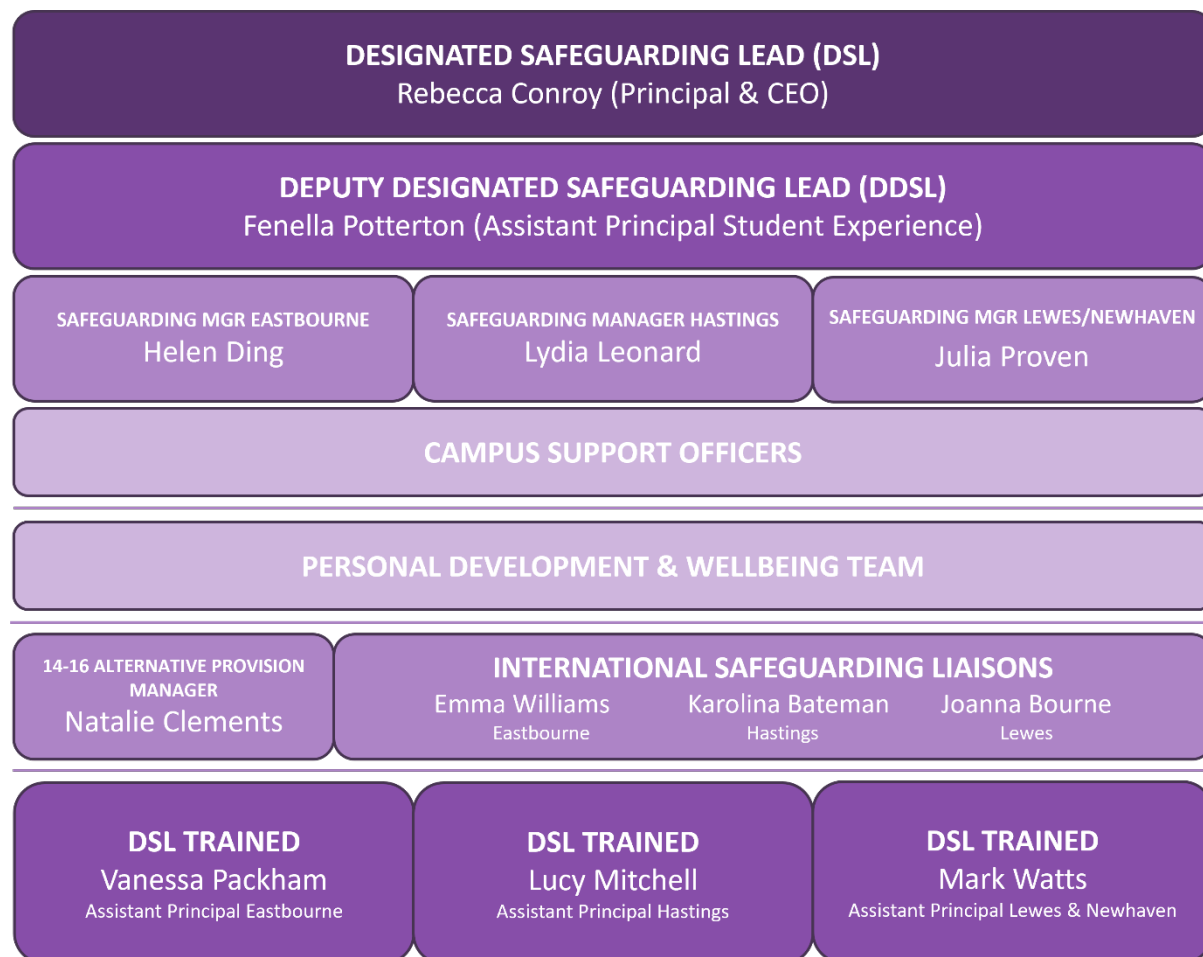 DESIGNATED SAFEGUARDING LEAD (DSL)
Rebecca Conroy (Principal & CEO)
DEPUTY DESIGNATED SAFEGUARDING LEAD (DDSL)
Fenella Potterton (Assistant Principal Student Experience)
SAFEGUARDING MGR EASTBOURNE
Helen Ding
SAFEGUARDING MANAGER HASTINGS
Lydia Leonard
SAFEGUARDING MGR LEWES/NEWHAVEN
Julia Proven
CAMPUS SUPPORT OFFICERS
PERSONAL DEVELOPMENT & WELLBEING TEAM
14-16 ALTERNATIVE PROVISION
MANAGER
Natalie Clements
INTERNATIONAL SAFEGUARDING LIAISONS
Emma Williams
Eastbourne
Karolina Bateman
Hastings
Joanna Bourne
Lewes
DSL TRAINED
Vanessa Packham
Assistant Principal Eastbourne
DSL TRAINED
Lucy Mitchell
Assistant Principal Hastings
DSL TRAINED
Mark Watts
Assistant Principal Lewes & Newhaven